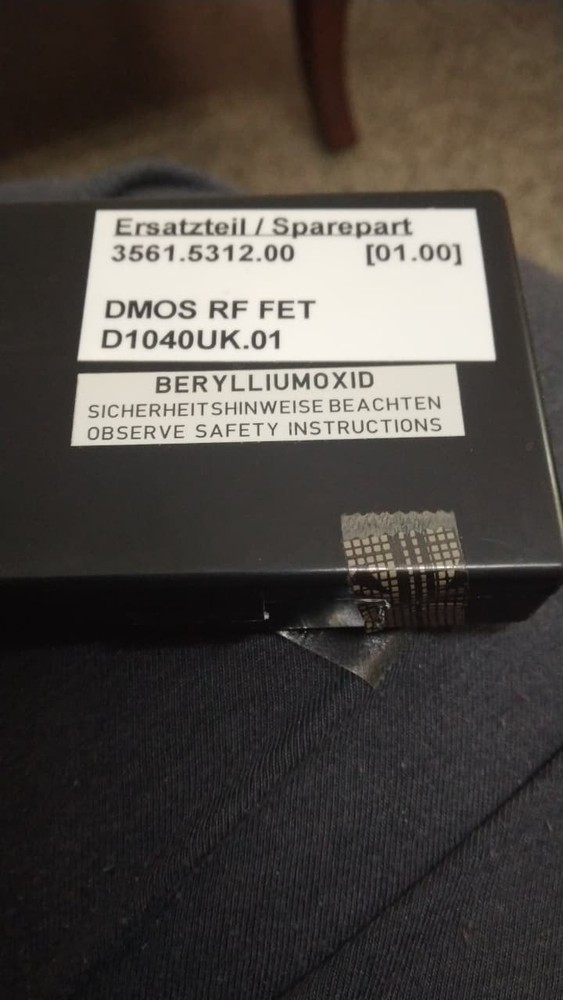 Ersatzteil / Sparepart
3561.5312.00 [01.00]
DMOS RF FET
D1040UK.01
BERYLLIUMOXID
SICHERHEITSHINWEISE BEACHTEN
OBSERVE SAFETY INSTRUCTIONS